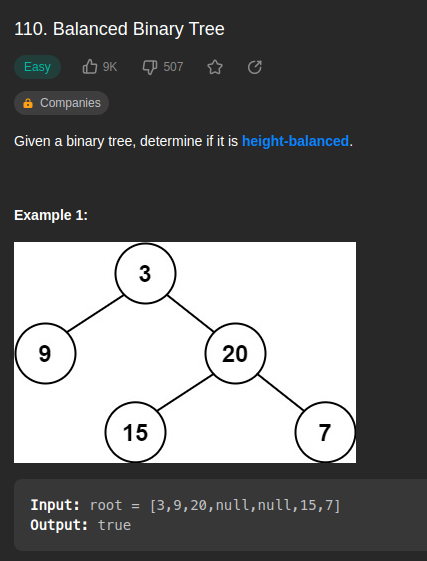 110. Balanced Binary Tree
Easy 9K 507
Companies
Given a binary tree, determine if it is height-balanced.
Example 1:
3
9 20
15 7
Input: root = [3,9,20,null,null,15,7]
Output: true